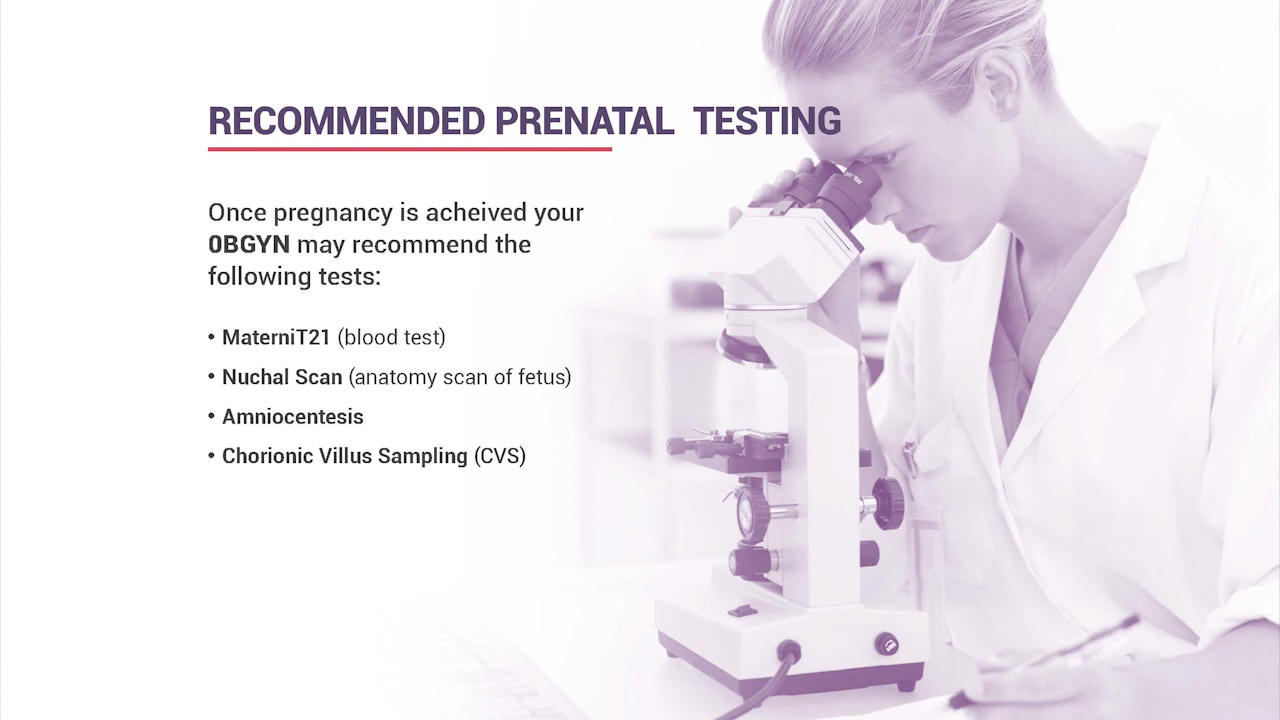 RECOMMENDED PRENATAL TESTING
Once pregnancy is acheived your
0BGYN may recommend the
following tests:
• MaterniT21 (blood test)
• Nuchal Scan (anatomy scan of fetus)
• Amniocentesis
• Chorionic Villus Sampling (CVS)